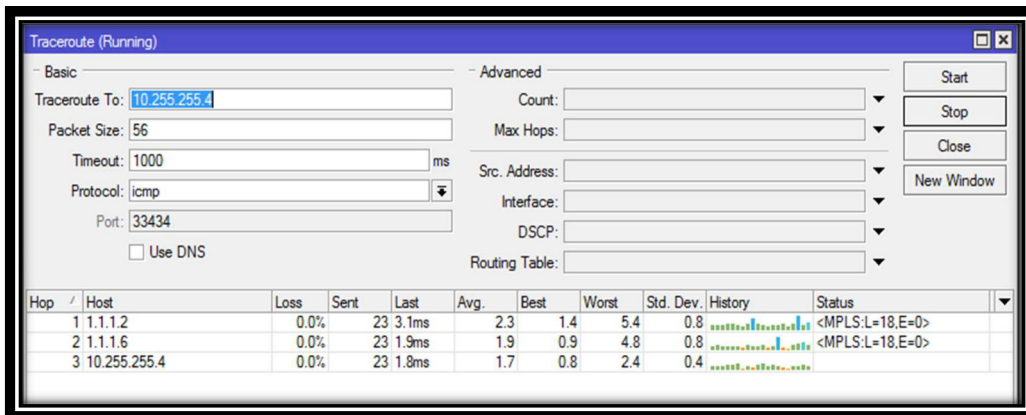 Traceroute (Running)
Basic
Traceroute To: 10.255.255.4
Packet Size: 56
Timeout: 1000 ms
Protocol: icmp
Port: 33434
Use DNS
Advanced
Count:
Max Hops:
Src. Address:
Interface:
DSCP:
Routing Table:
Start
Stop
Close
New Window
Hop / Host Loss Sent Last Avg. Best Worst Std. Dev. History Status
1 1.1.1.2 0.0% 23 3.1ms 2.3 1.4 5.4 0.8 <MPLS:L=18,E=0>
2 1.1.1.6 0.0% 23 1.9ms 1.9 0.9 4.8 0.8 <MPLS:L=18,E=0>
3 10.255.255.4 0.0% 23 1.8ms 1.7 0.8 2.4 0.4